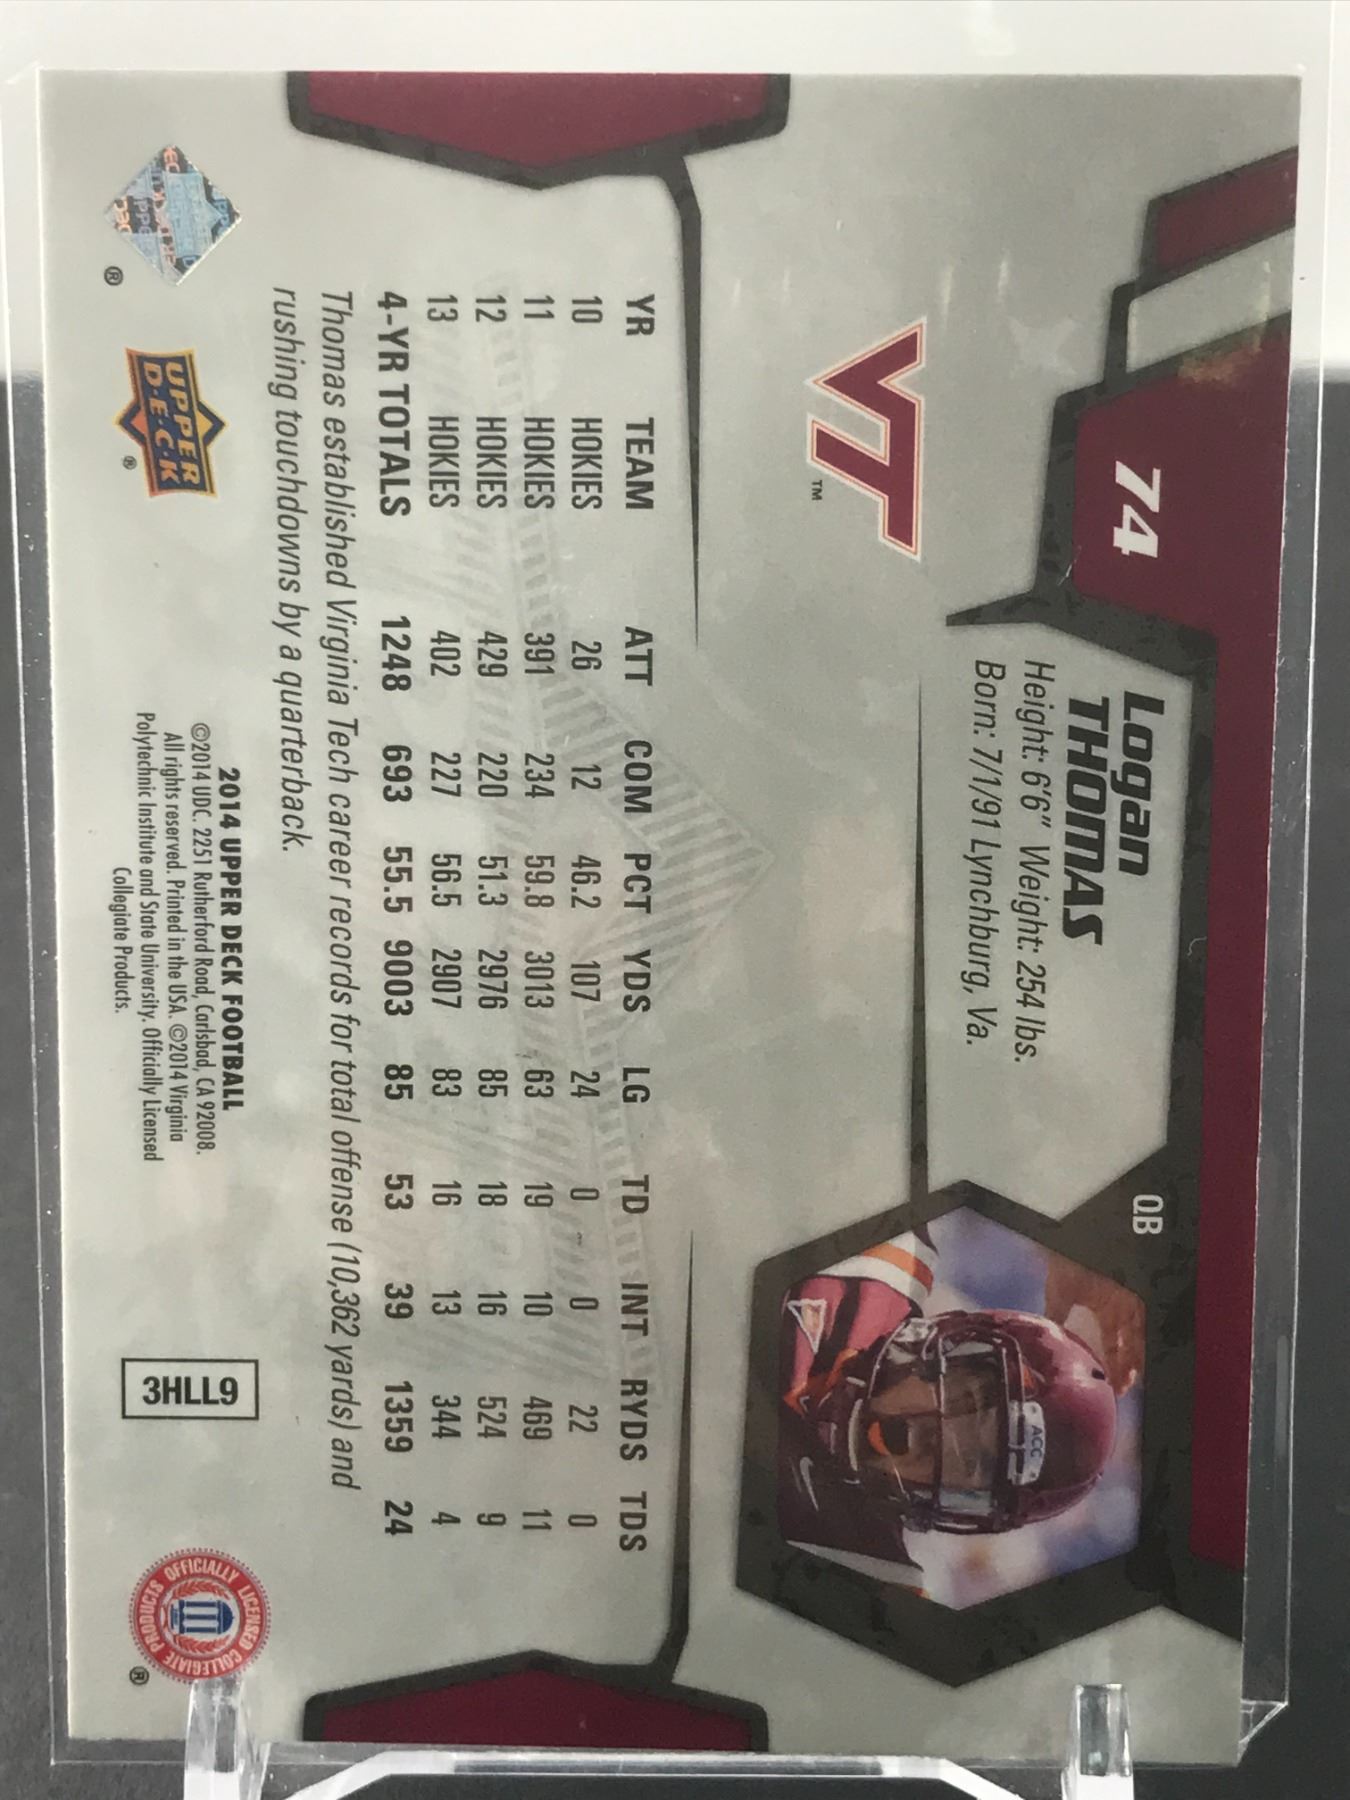 74
Logan
THOMAS
QB
Height: 6'6" Weight: 254 lbs.
Born: 7/1/91 Lynchburg, Va.
VT™
ACC
YR TEAM ATT COM PCT YDS LG TD INT RYDS TDS
10 HOKIES 26 12 46.2 107 24 0 0 22 0
11 HOKIES 391 234 59.8 3013 63 19 10 469 11
12 HOKIES 429 220 51.3 2976 85 18 16 524 9
13 HOKIES 402 227 56.5 2907 83 16 13 344 4
4-YR TOTALS 1248 693 55.5 9003 85 53 39 1359 24
Thomas established Virginia Tech career records for total offense (10,362 yards) and
rushing touchdowns by a quarterback.
®
UPPER
D·E·C·K
®
2014 UPPER DECK FOOTBALL
©2014 UDC. 2251 Rutherford Road, Carlsbad, CA 92008.
All rights reserved. Printed in the USA. ©2014 Virginia
Polytechnic Institute and State University. Officially Licensed
Collegiate Products.
3HLL9
OFFICIALLY LICENSED COLLEGIATE PRODUCTS
®